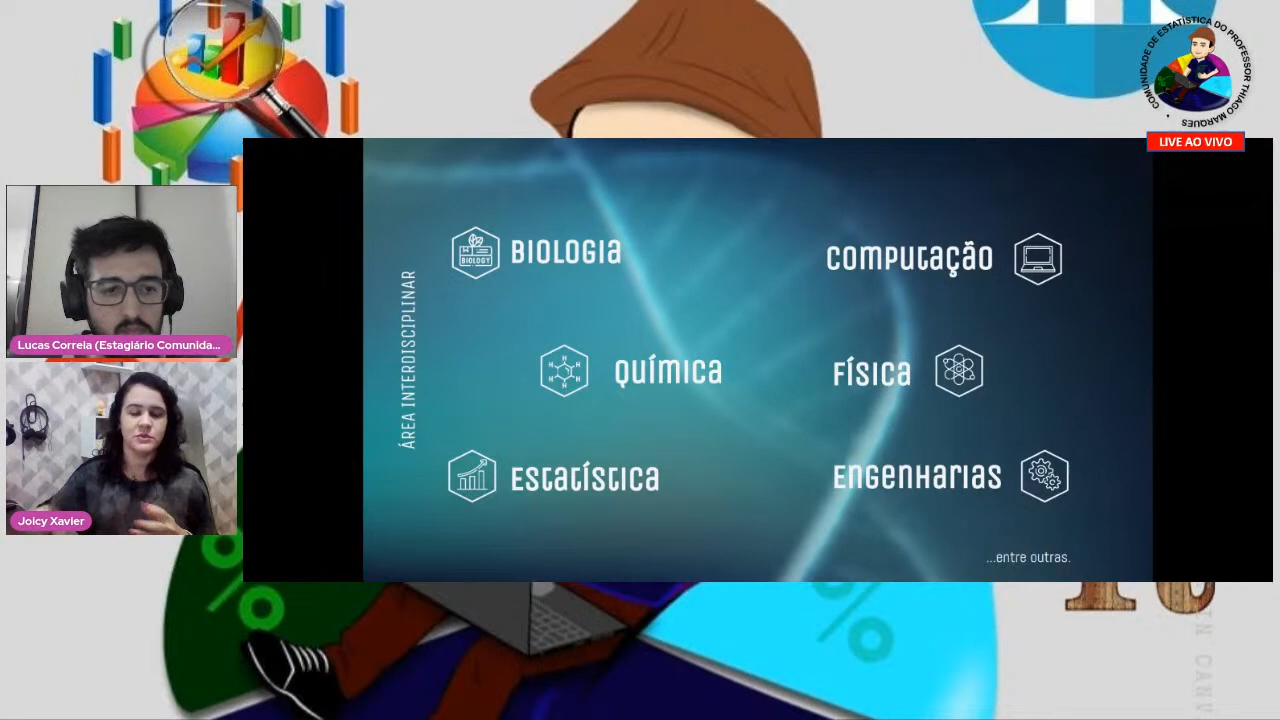 COMUNIDADE DE ESTATÍSTICA DO PROFESSOR THIAGO MARQUES
LIVE AO VIVO
ÁREA INTERDISCIPLINAR
BIOLOGY
BIOLOGIA
COMPUTAÇÃO
QUÍMICA
FÍSICA
ESTATÍSTICA
ENGENHARIAS
...entre outras.
Lucas Correia (Estagiário Comunida...
Joicy Xavier
%
%